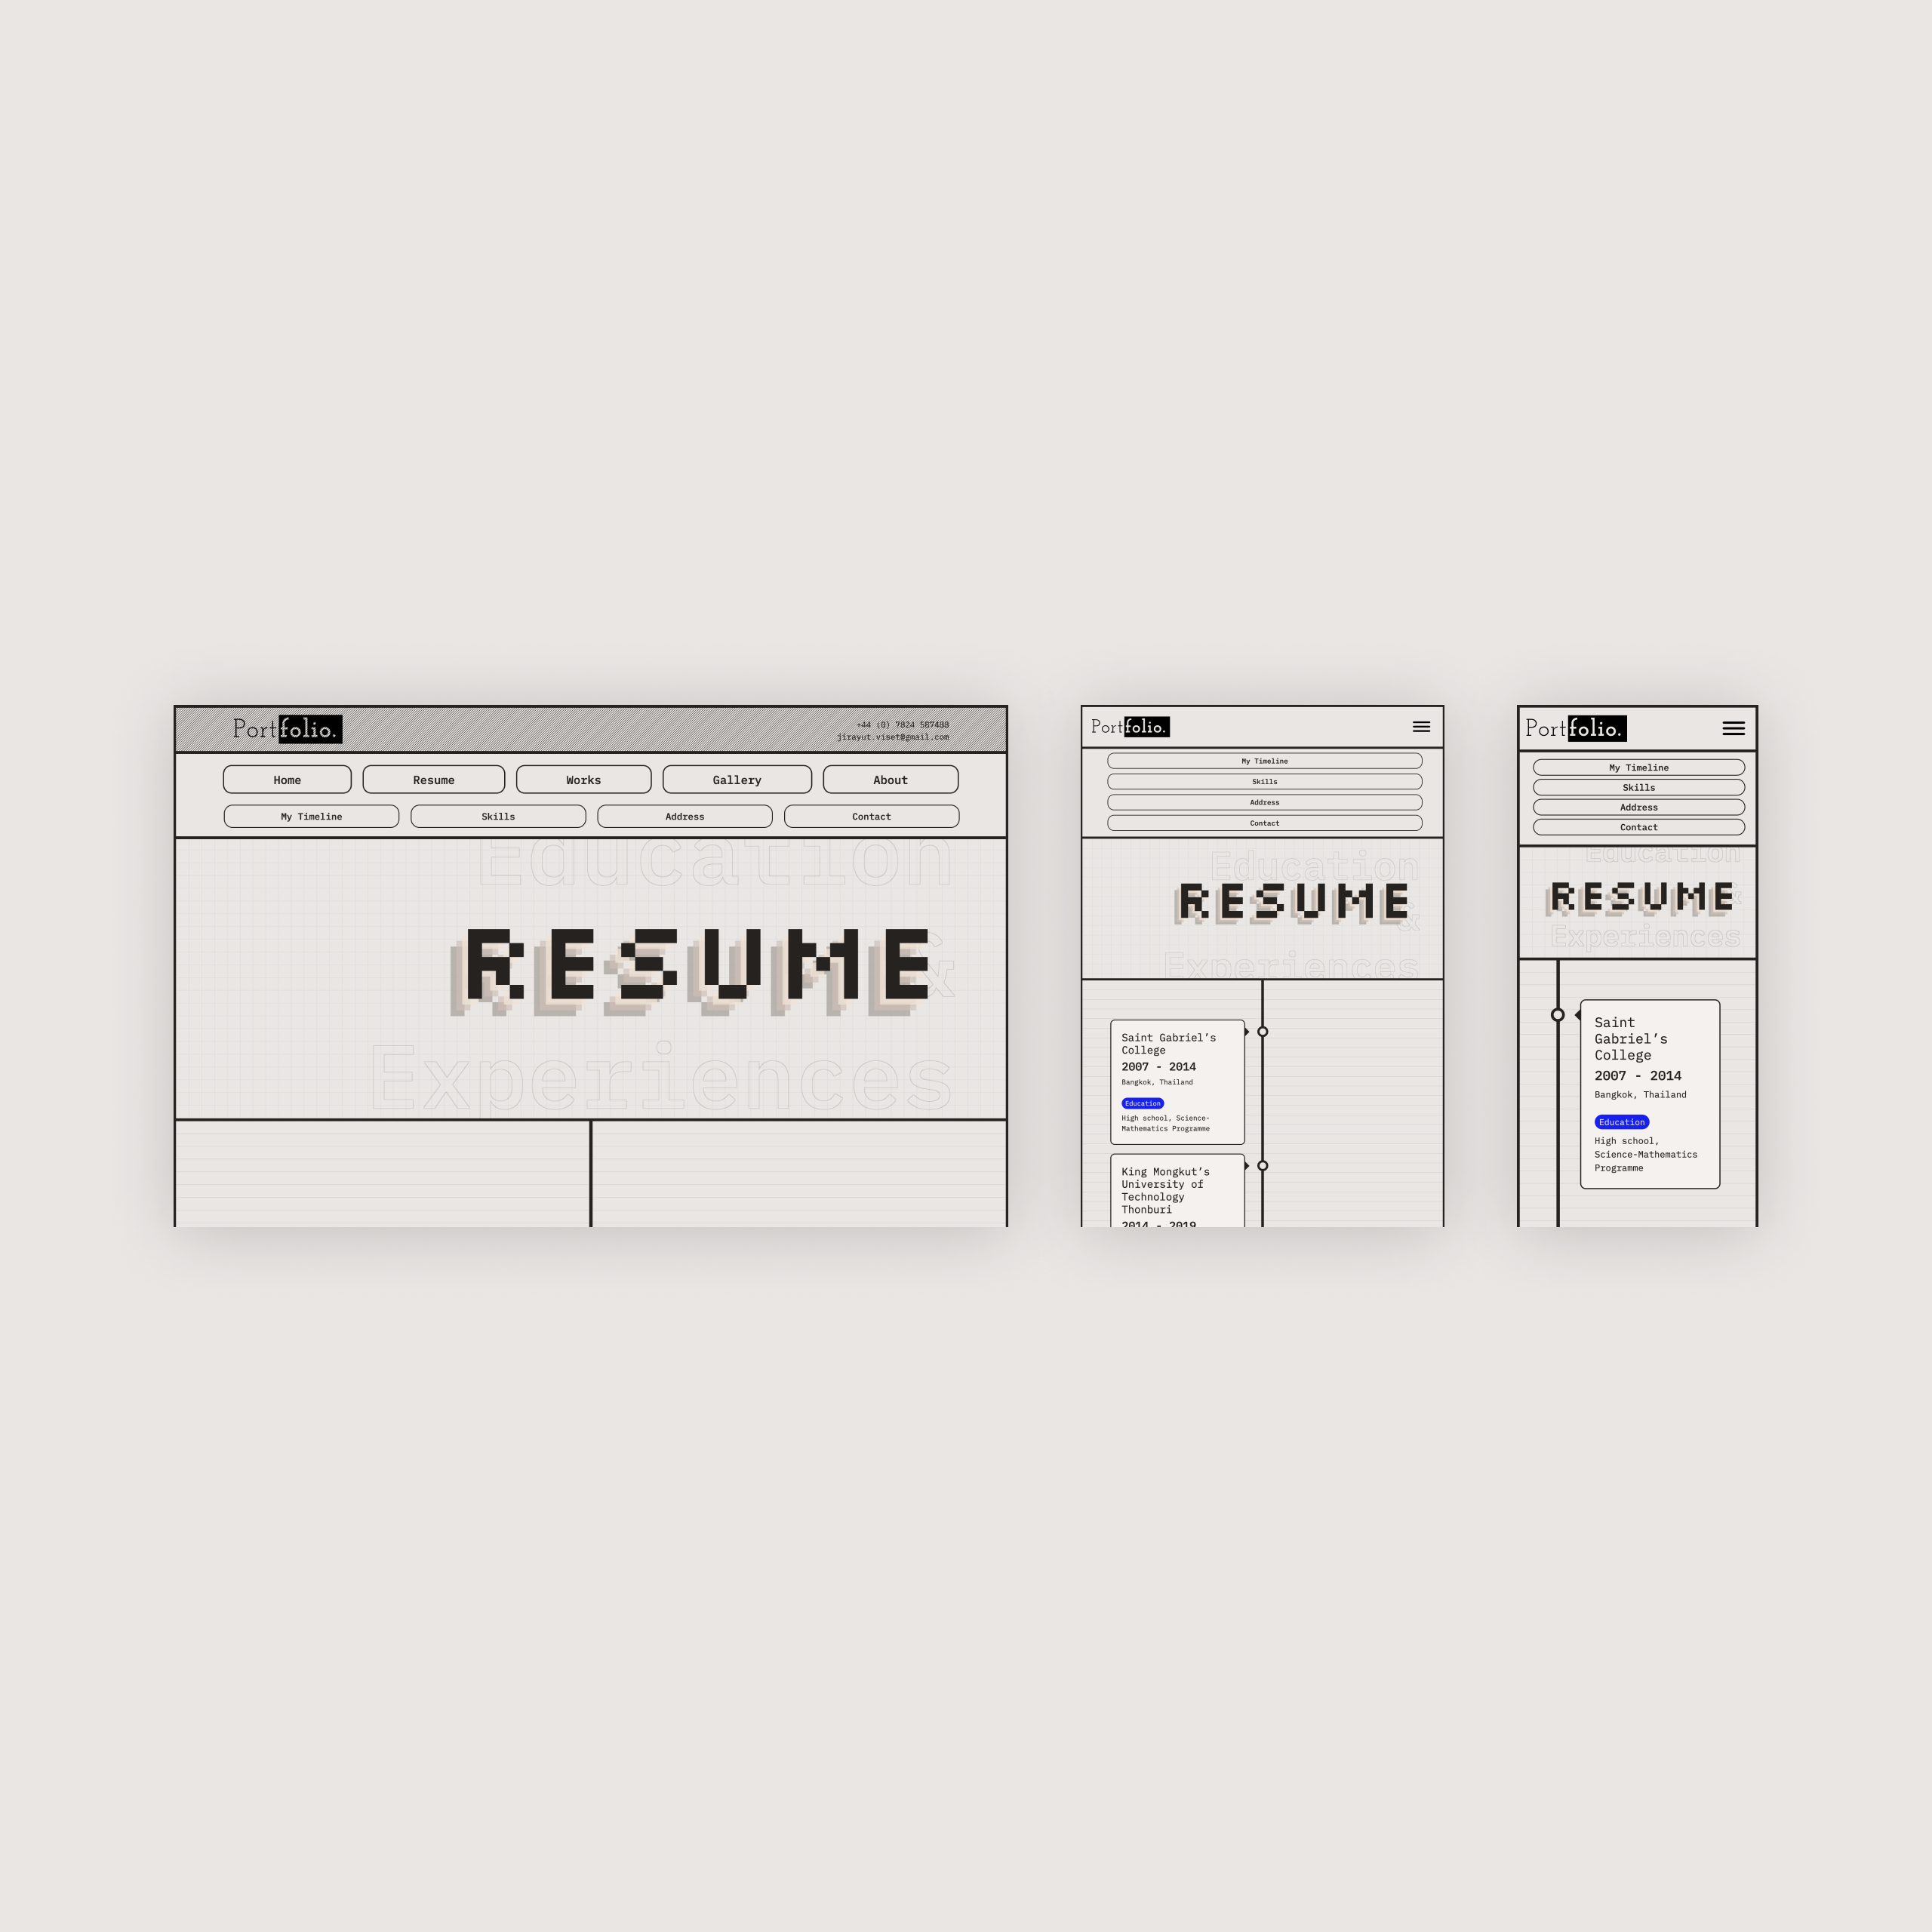 Portfolio.
+44 (0) 7824 587488
jirayut.viset@gmail.com
Home
Resume
Works
Gallery
About
My Timeline
Skills
Address
Contact
Education
&
RESUME
Experiences
Portfolio.
My Timeline
Skills
Address
Contact
Education
RESUME
&
Experiences
Saint Gabriel’s
College
2007 - 2014
Bangkok, Thailand
Education
High school, Science-
Mathematics Programme
King Mongkut’s
University of
Technology
Thonburi
2014 - 2019
Portfolio.
My Timeline
Skills
Address
Contact
Education
RESUME
&
Experiences
Saint
Gabriel’s
College
2007 - 2014
Bangkok, Thailand
Education
High school,
Science-Mathematics
Programme